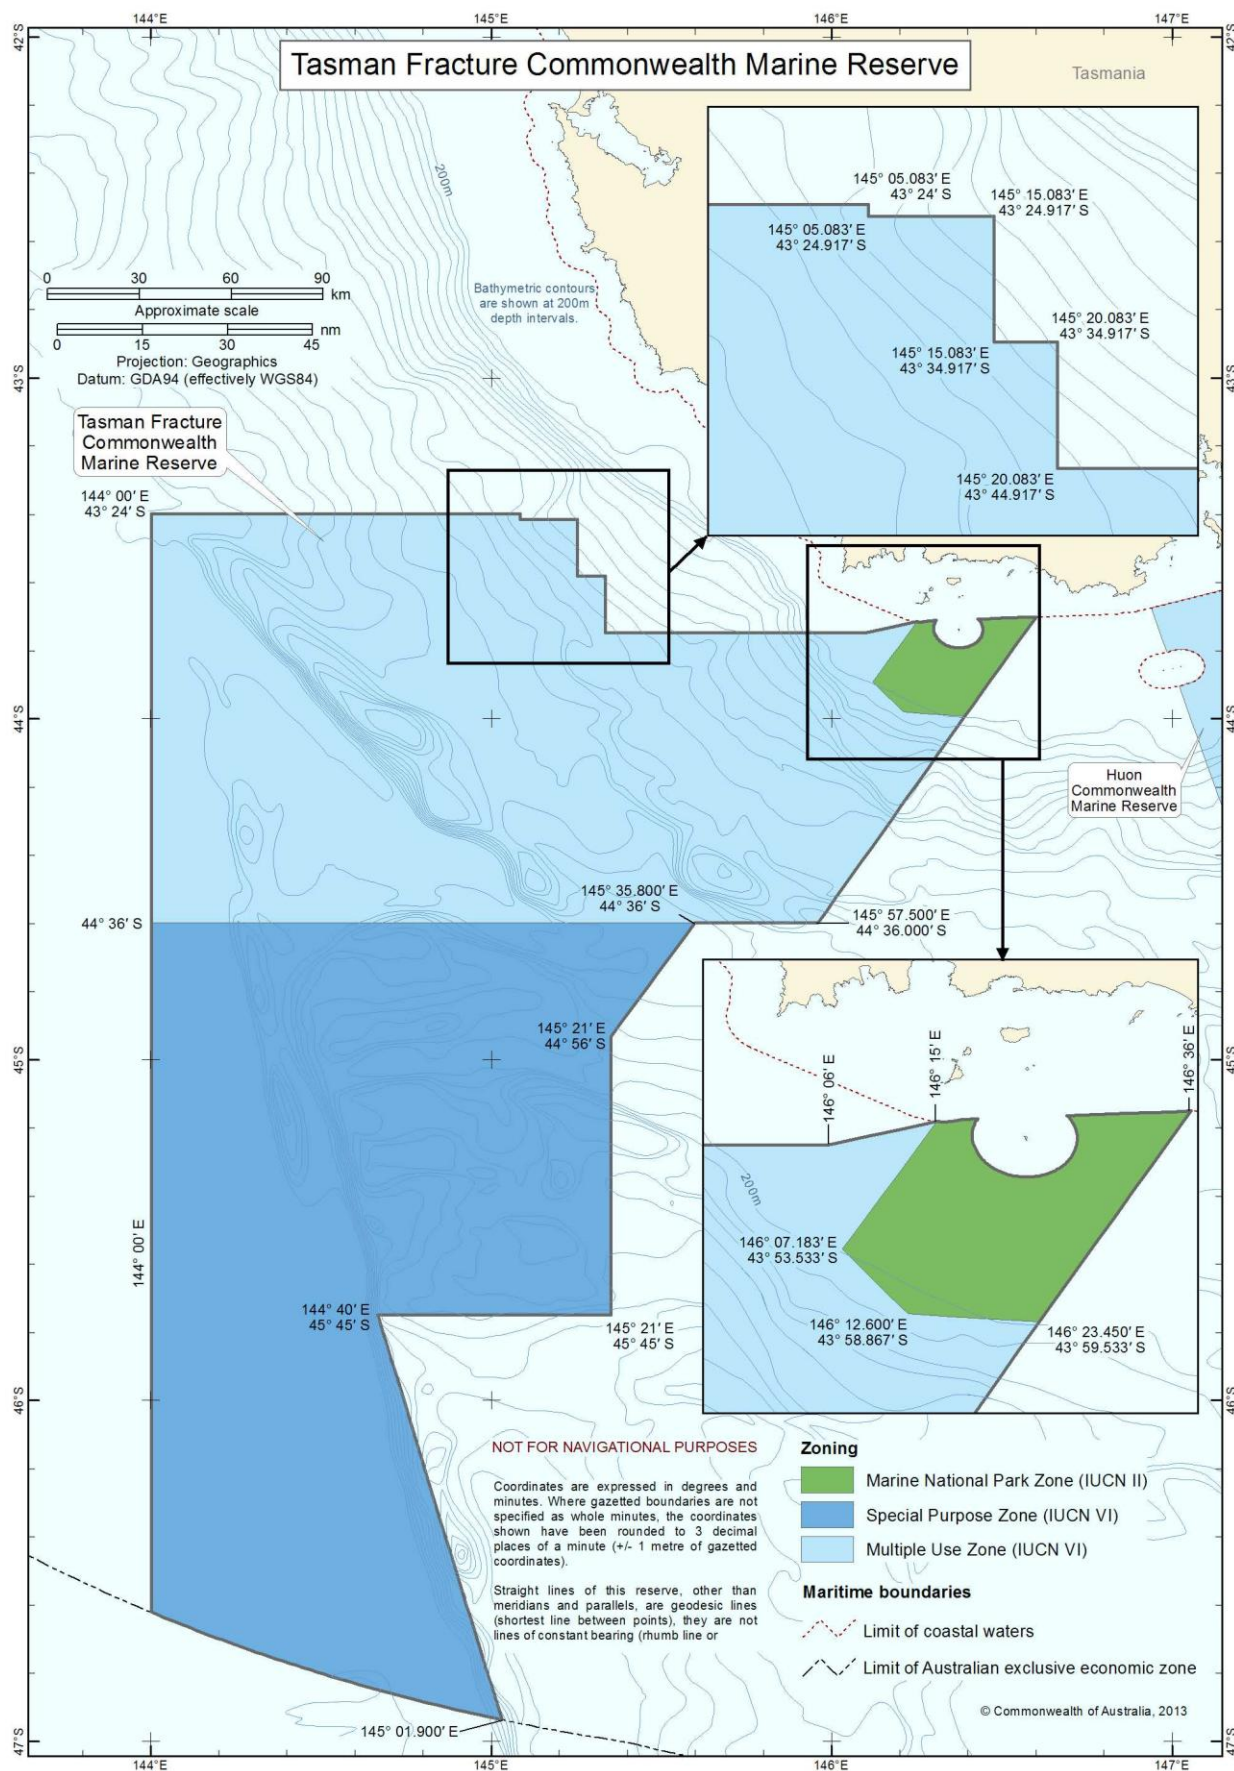 144°E
145°E
146°E
147°E
42°S
42°S
Tasman Fracture Commonwealth Marine Reserve
Tasmania
200m
145° 05.083' E
43° 24' S
145° 15.083' E
43° 24.917' S
145° 05.083' E
43° 24.917' S
0 30 60 90
km
Approximate scale
nm
0 15 30 45
Projection: Geographics
Datum: GDA94 (effectively WGS84)
Bathymetric contours
are shown at 200m
depth intervals.
145° 20.083' E
43° 34.917' S
145° 15.083' E
43° 34.917' S
43°S
43°S
Tasman Fracture
Commonwealth
Marine Reserve
145° 20.083' E
43° 44.917' S
144° 00' E
43° 24' S
44°S
44°S
Huon
Commonwealth
Marine Reserve
145° 35.800' E
44° 36' S
44° 36' S
145° 57.500' E
44° 36.000' S
145° 21' E
44° 56' S
45°S
45°S
146° 06' E
146° 15' E
146° 36' E
200m
144° 00' E
146° 07.183' E
43° 53.533' S
144° 40' E
45° 45' S
145° 21' E
45° 45' S
146° 12.600' E
43° 58.867' S
146° 23.450' E
43° 59.533' S
46°S
46°S
NOT FOR NAVIGATIONAL PURPOSES
Coordinates are expressed in degrees and
minutes. Where gazetted boundaries are not
specified as whole minutes, the coordinates
shown have been rounded to 3 decimal
places of a minute (+/- 1 metre of gazetted
coordinates).
Straight lines of this reserve, other than
meridians and parallels, are geodesic lines
(shortest line between points), they are not
lines of constant bearing (rhumb line or
Zoning
Marine National Park Zone (IUCN II)
Special Purpose Zone (IUCN VI)
Multiple Use Zone (IUCN VI)
Maritime boundaries
Limit of coastal waters
Limit of Australian exclusive economic zone
© Commonwealth of Australia, 2013
145° 01.900' E
47°S
47°S
144°E
145°E
146°E
147°E